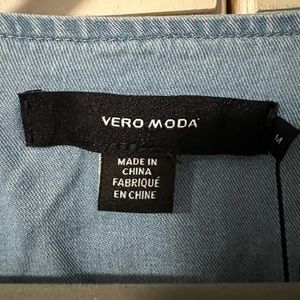 VERO MODA
M
MADE IN
CHINA
FABRIQUÉ
EN CHINE